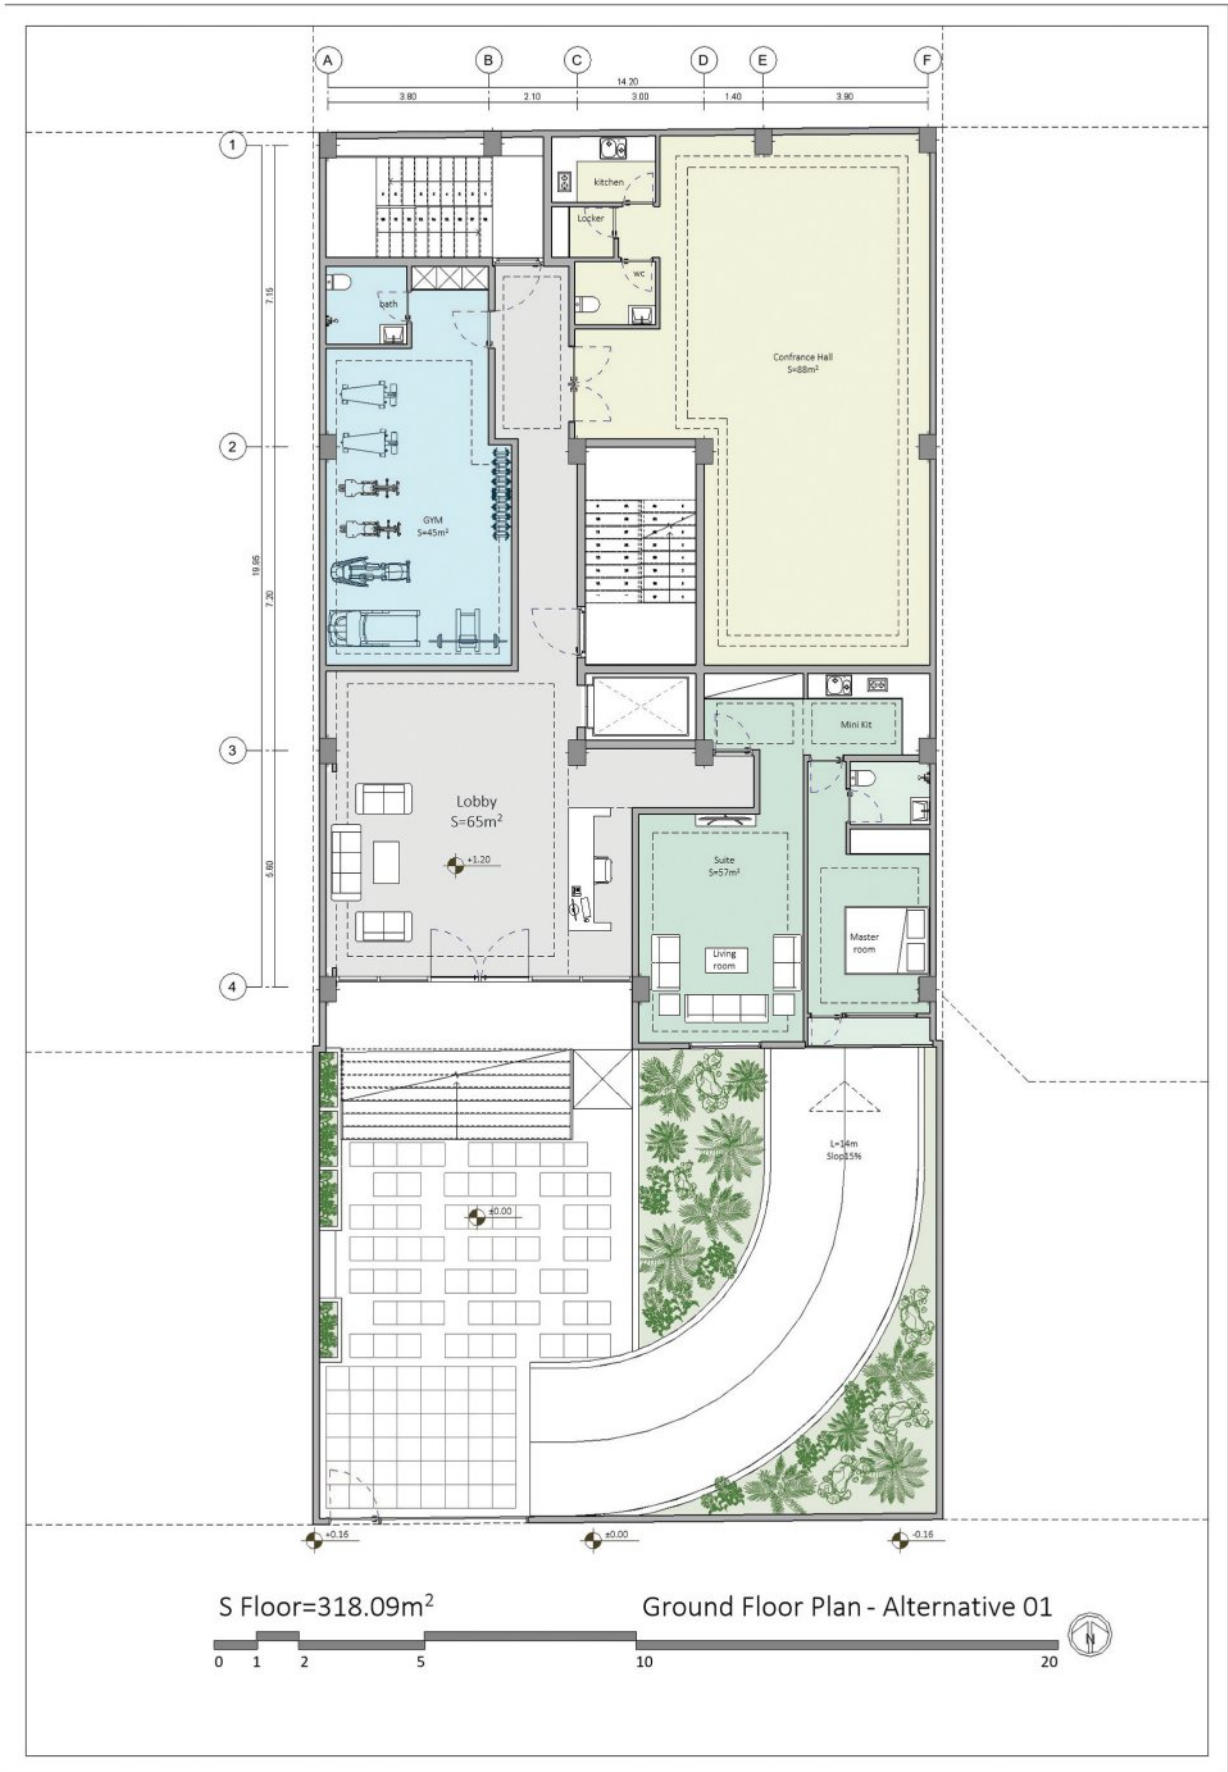 A B C D E F
14.20
3.80 2.10 3.00 1.40 3.90
1
kitchen
Locker
wc
bath
7.15
Confrance Hall
S=88m²
2
GYM
S=45m²
19.95
7.20
Mini Kit
3
Lobby
S=65m²
+1.20
5.60
Suite
S=57m²
Master
room
Living
room
4
L=14m
Slop15%
±0.00
+0.16 ±0.00 -0.16
S Floor=318.09m²
Ground Floor Plan - Alternative 01
N
0 1 2 5 10 20